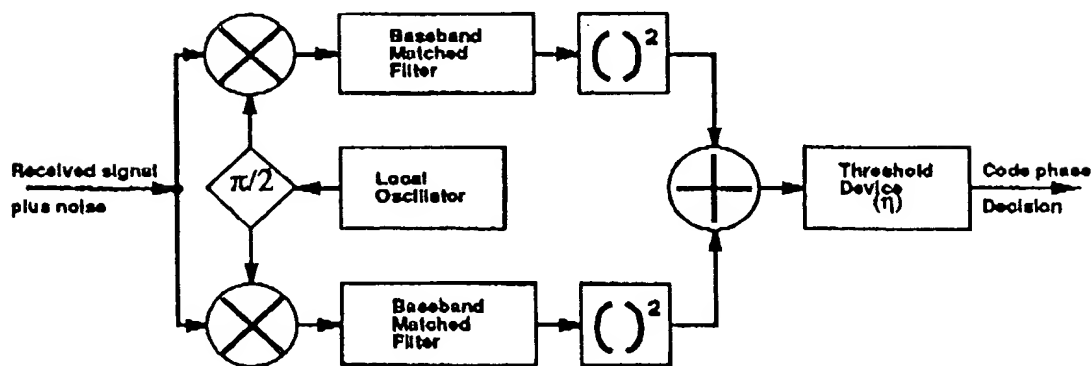 Baseband
Matched
Filter
( ) 2
Received signal
plus noise
π/2
Local
Oscillator
Threshold
Device
(η)
Code phase
Decision
Baseband
Matched
Filter
( ) 2